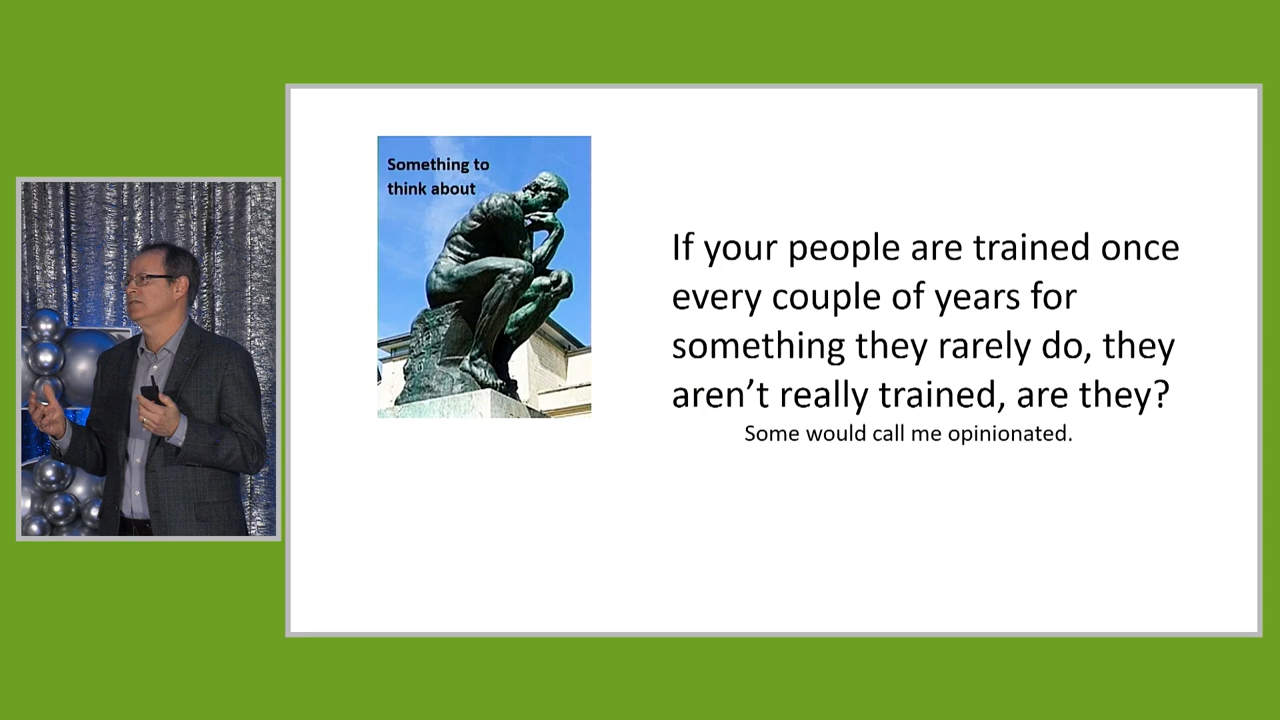 Something to
think about
If your people are trained once
every couple of years for
something they rarely do, they
aren’t really trained, are they?
Some would call me opinionated.